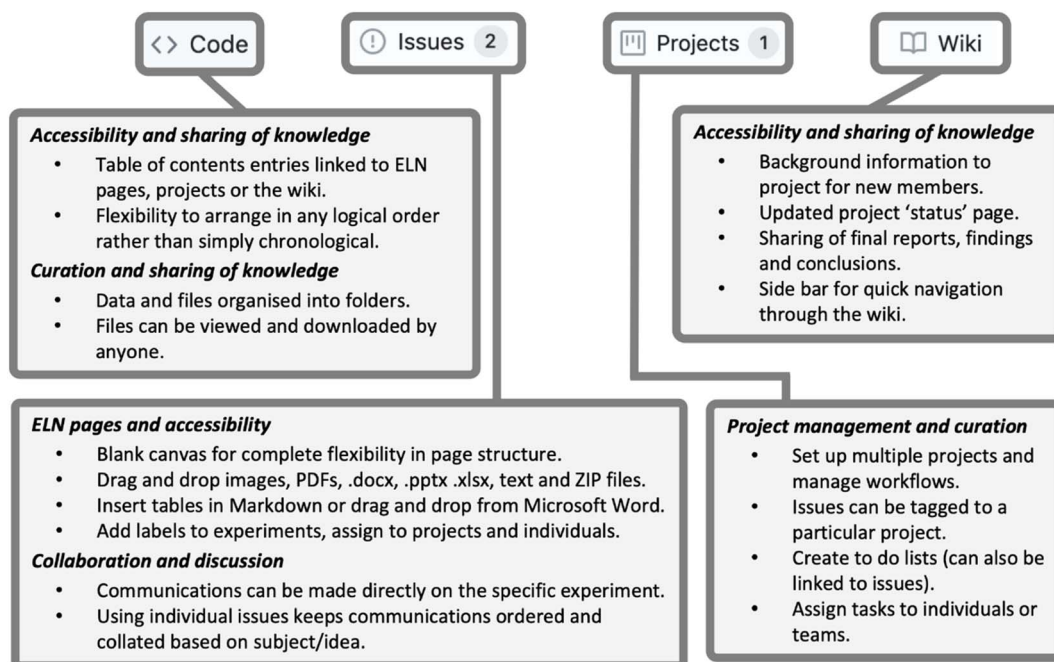 Code
Issues 2
Projects 1
Wiki
Accessibility and sharing of knowledge
• Table of contents entries linked to ELN
pages, projects or the wiki.
• Flexibility to arrange in any logical order
rather than simply chronological.
Curation and sharing of knowledge
• Data and files organised into folders.
• Files can be viewed and downloaded by
anyone.
Accessibility and sharing of knowledge
• Background information to
project for new members.
• Updated project ‘status’ page.
• Sharing of final reports, findings
and conclusions.
• Side bar for quick navigation
through the wiki.
ELN pages and accessibility
• Blank canvas for complete flexibility in page structure.
• Drag and drop images, PDFs, .docx, .pptx .xlsx, text and ZIP files.
• Insert tables in Markdown or drag and drop from Microsoft Word.
• Add labels to experiments, assign to projects and individuals.
Collaboration and discussion
• Communications can be made directly on the specific experiment.
• Using individual issues keeps communications ordered and
collated based on subject/idea.
Project management and curation
• Set up multiple projects and
manage workflows.
• Issues can be tagged to a
particular project.
• Create to do lists (can also be
linked to issues).
• Assign tasks to individuals or
teams.